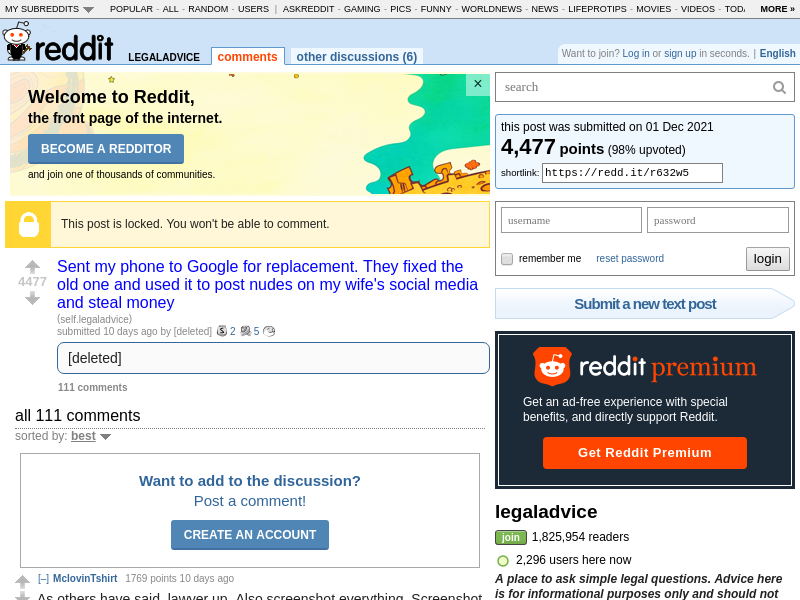 MY SUBREDDITS POPULAR - ALL - RANDOM - USERS | ASKREDDIT - GAMING - PICS - FUNNY - WORLDNEWS - NEWS - LIFEPROTIPS - MOVIES - VIDEOS - MORE »
reddit LEGALADVICE comments other discussions (6)
Want to join? Log in or sign up in seconds. | English
Welcome to Reddit,
the front page of the internet.
BECOME A REDDITOR
and join one of thousands of communities.
×
This post is locked. You won't be able to comment.
4477
Sent my phone to Google for replacement. They fixed the
old one and used it to post nudes on my wife's social media
and steal money
(self.legaladvice)
submitted 10 days ago by [deleted] 2 5
[deleted]
111 comments
all 111 comments
sorted by: best
Want to add to the discussion?
Post a comment!
CREATE AN ACCOUNT
[–] MclovinTshirt 1769 points 10 days ago
As others have said, lawyer up. Also screenshot everything. Screenshot
search
this post was submitted on 01 Dec 2021
4,477 points (98% upvoted)
shortlink: https://redd.it/r632w5
username password
remember me reset password login
Submit a new text post
reddit premium
Get an ad-free experience with special
benefits, and directly support Reddit.
Get Reddit Premium
legaladvice
join 1,825,954 readers
2,296 users here now
A place to ask simple legal questions. Advice here
is for informational purposes only and should not